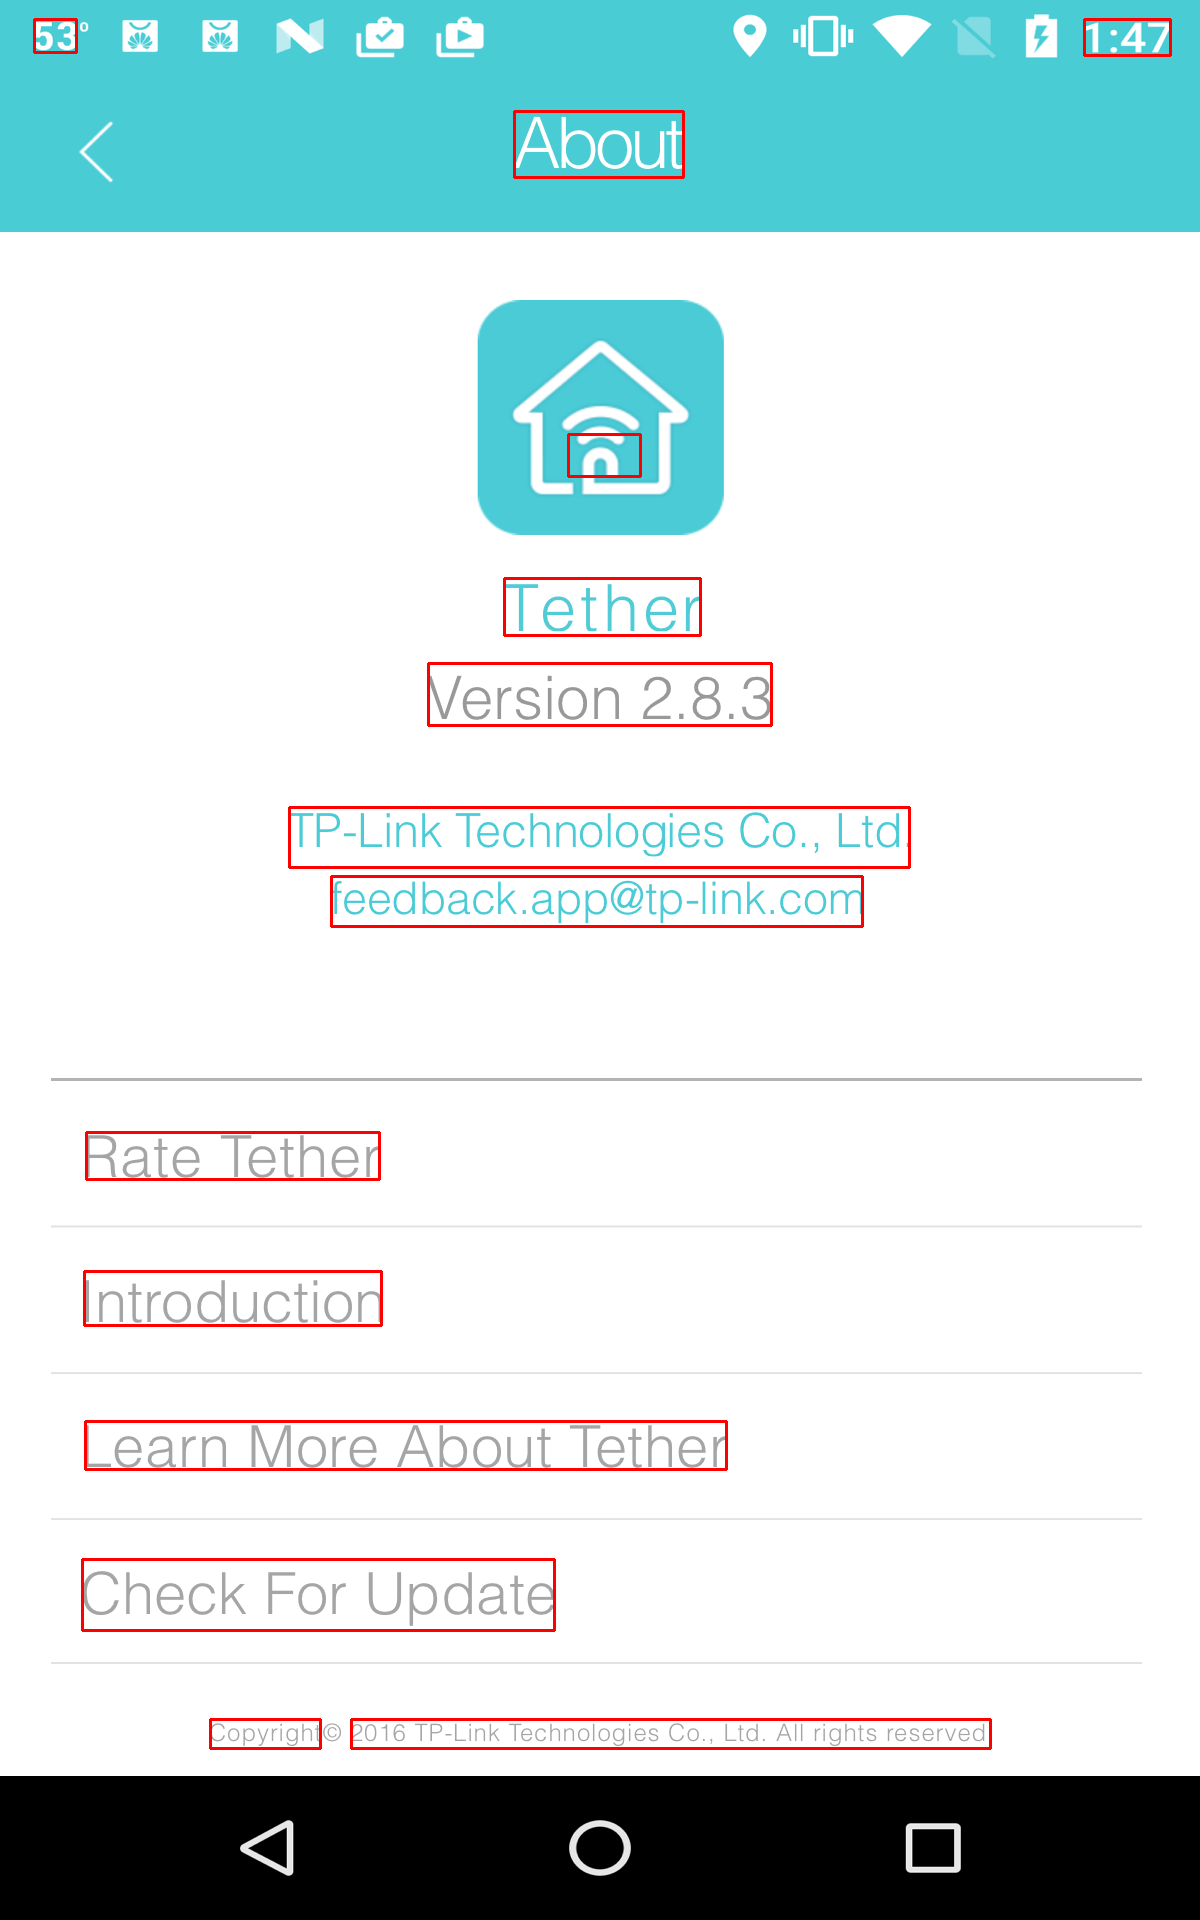 53° 1:47
About
Tether
Version 2.8.3
TP-Link Technologies Co., Ltd.
feedback.app@tp-link.com
Rate Tether
Introduction
Learn More About Tether
Check For Update
Copyright© 2016 TP-Link Technologies Co., Ltd. All rights reserved.